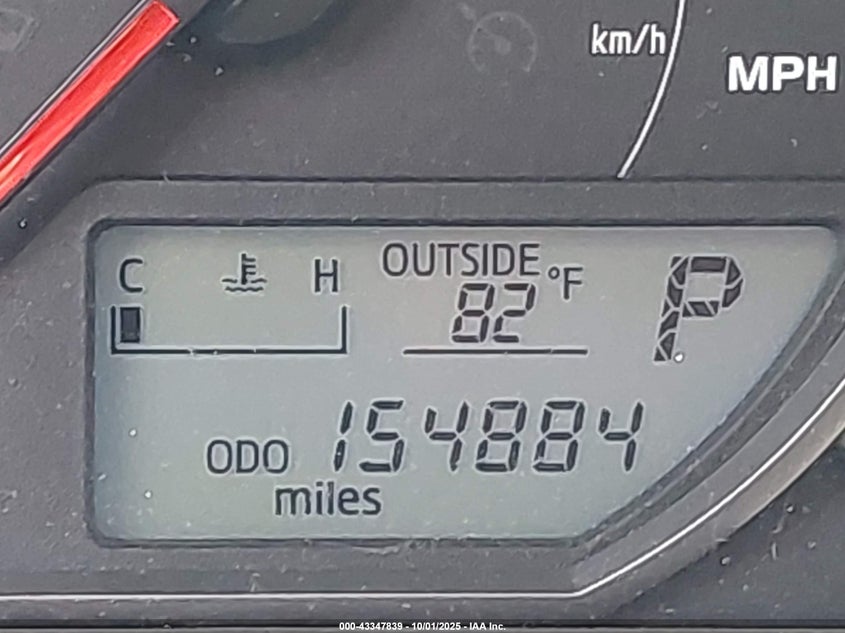 km/h
MPH
C H OUTSIDE °F
82
P
ODO 154884
miles
000-43347839 - 10/01/2025 - IAA Inc.